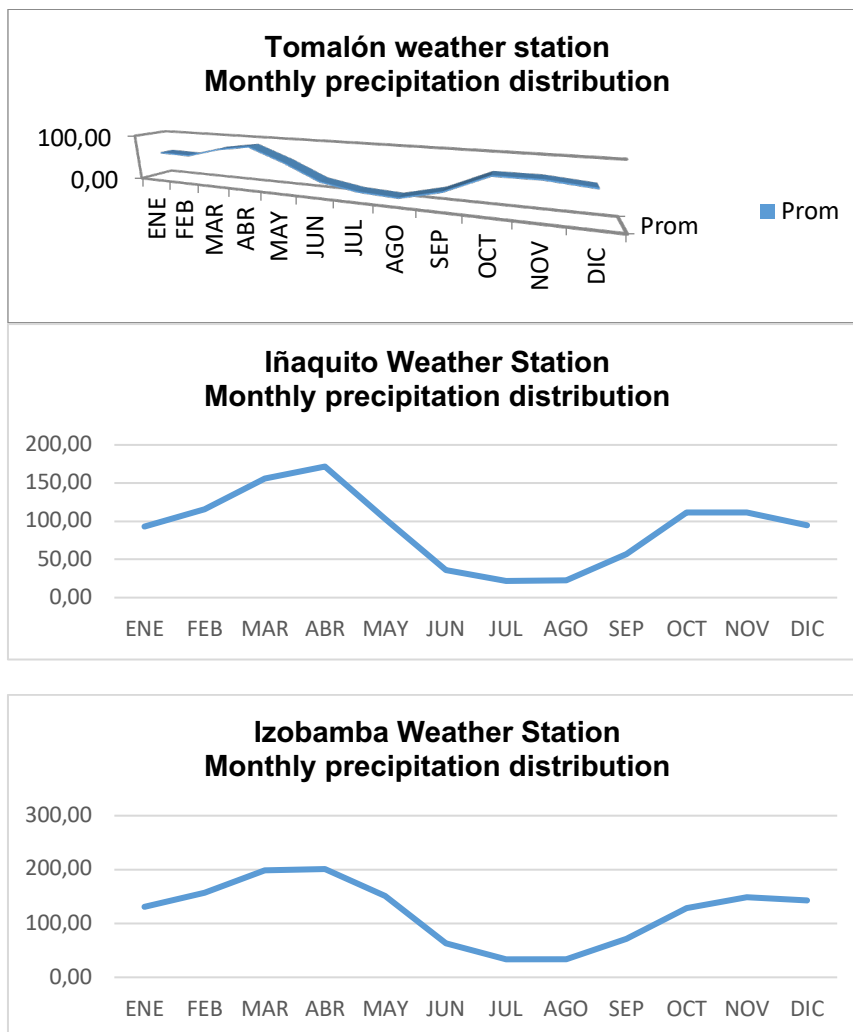 Tomalón weather station
Monthly precipitation distribution
100,00
0,00
ENE
FEB
MAR
ABR
MAY
JUN
JUL
AGO
SEP
OCT
NOV
DIC
Prom
Prom
Iñaquito Weather Station
Monthly precipitation distribution
200,00
150,00
100,00
50,00
0,00
ENE FEB MAR ABR MAY JUN JUL AGO SEP OCT NOV DIC
Izobamba Weather Station
Monthly precipitation distribution
300,00
200,00
100,00
0,00
ENE FEB MAR ABR MAY JUN JUL AGO SEP OCT NOV DIC